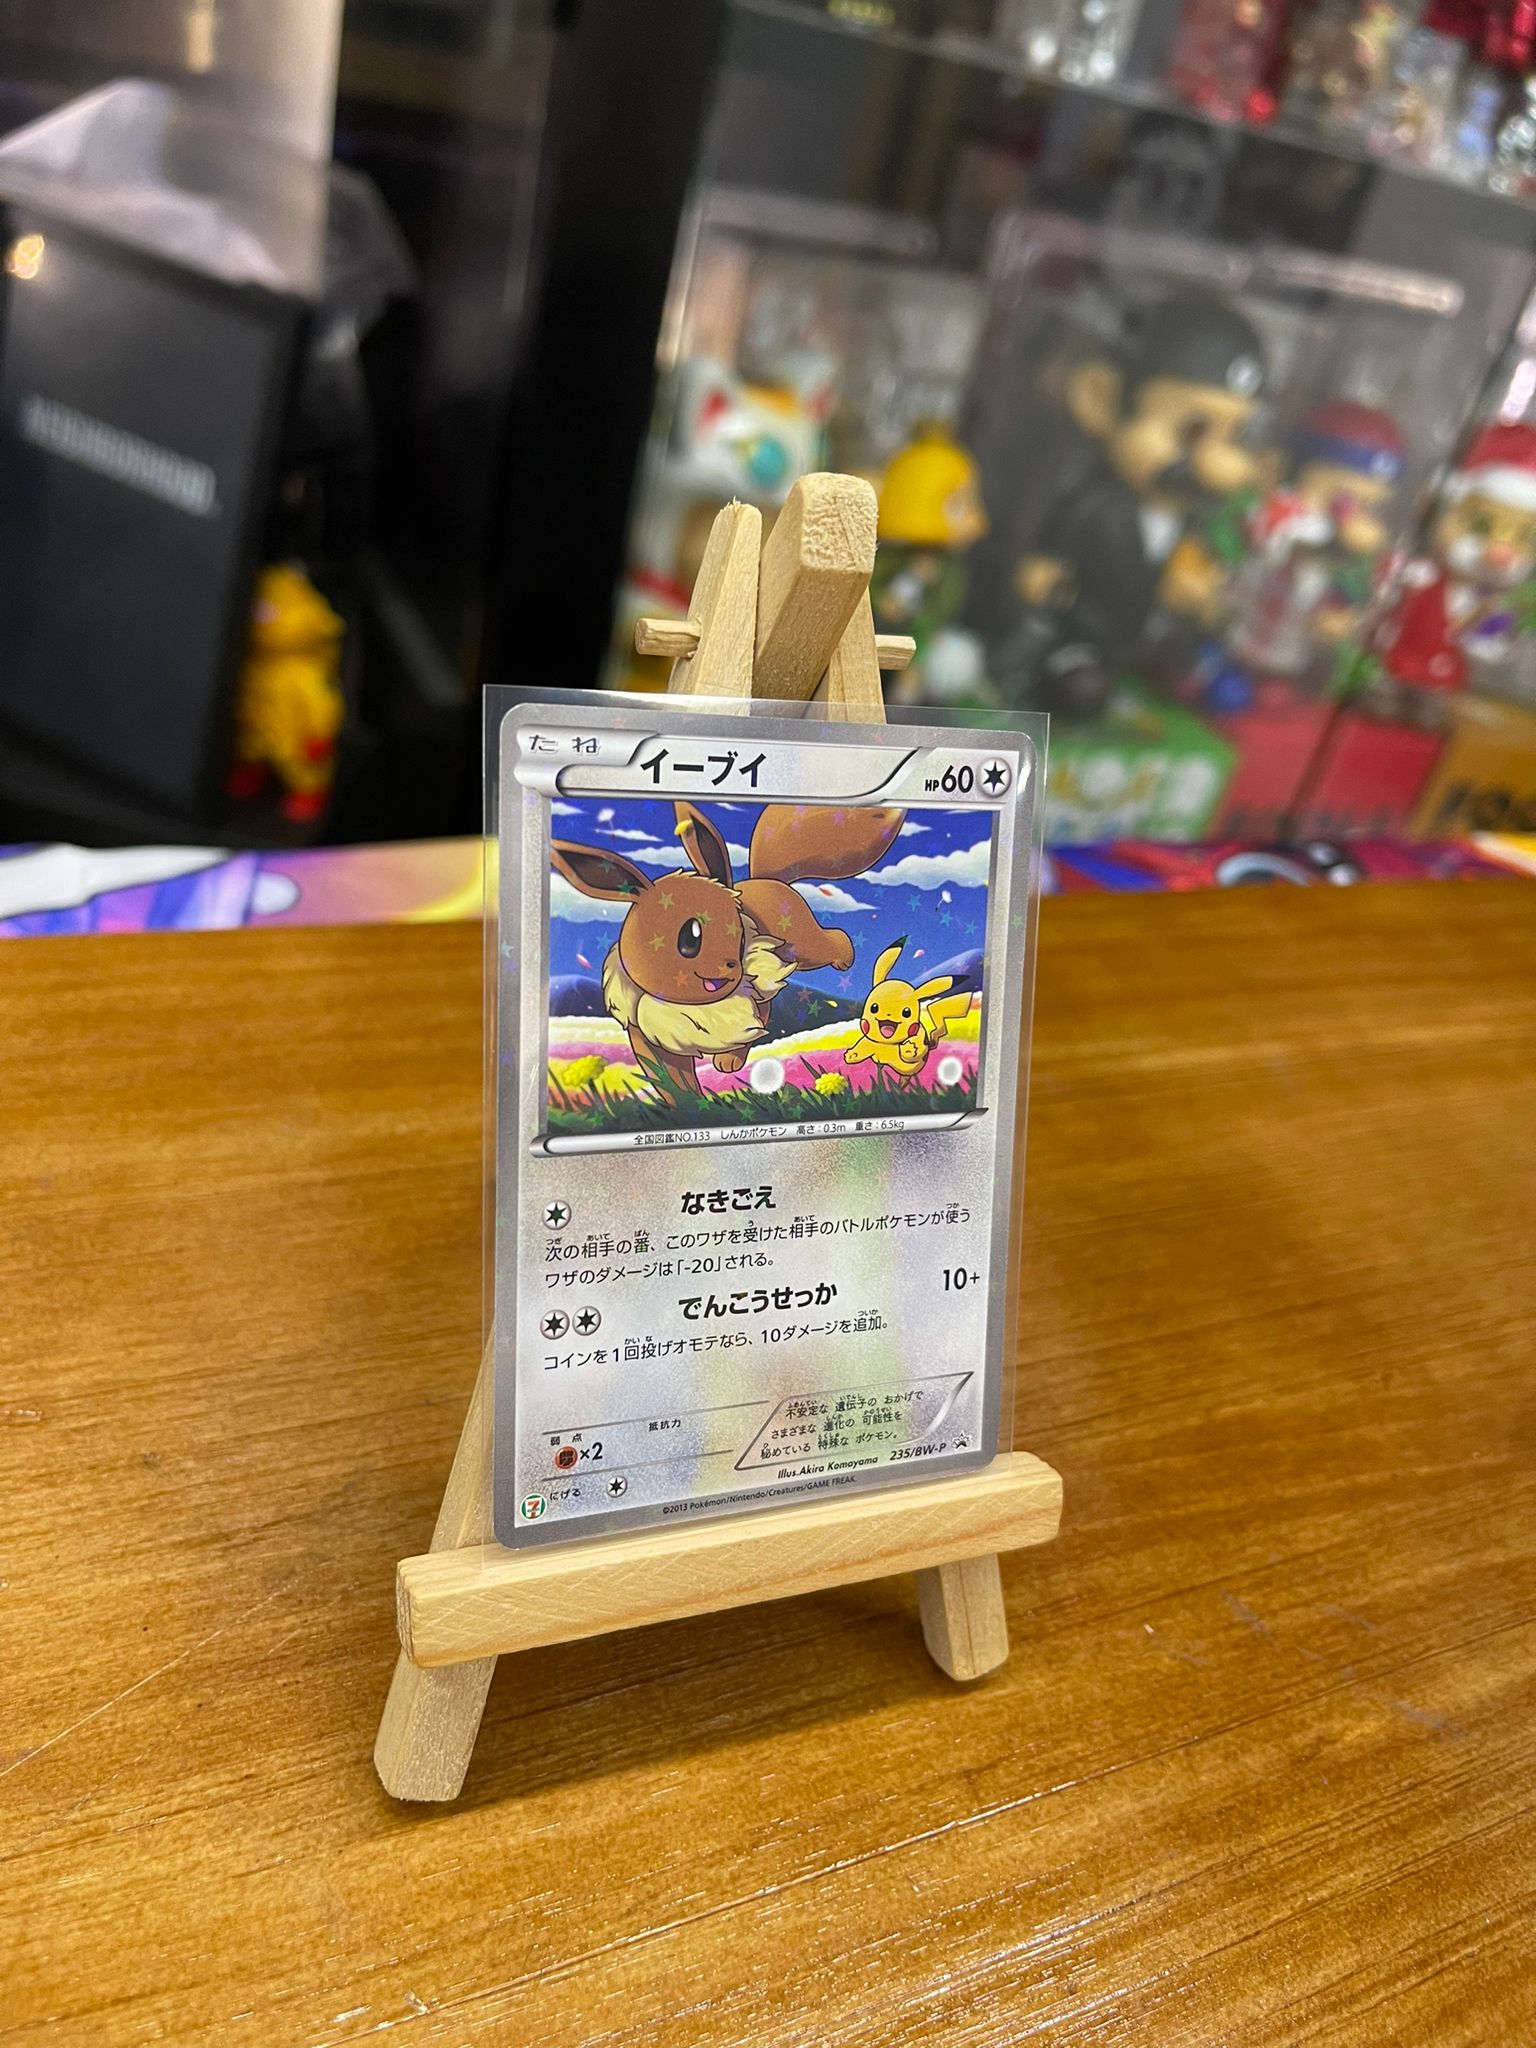 たね
イーブイ
HP60
全国図鑑NO.133 しんかポケモン 高さ:0.3m 重さ:6.5kg
なきごえ
次の相手の番、このワザを受けた相手のバトルポケモンが使う
ワザのダメージは「-20」される。
でんこうせっか 10+
コインを1回投げオモテなら、10ダメージを追加。
弱点 抵抗力
×2
にげる
不安定な 遺伝子の おかげで
さまざまな 進化の 可能性を
秘めている 特殊な ポケモン。
Illus.Akira Komayama 235/BW-P
7
©2013 Pokémon/Nintendo/Creatures/GAME FREAK.